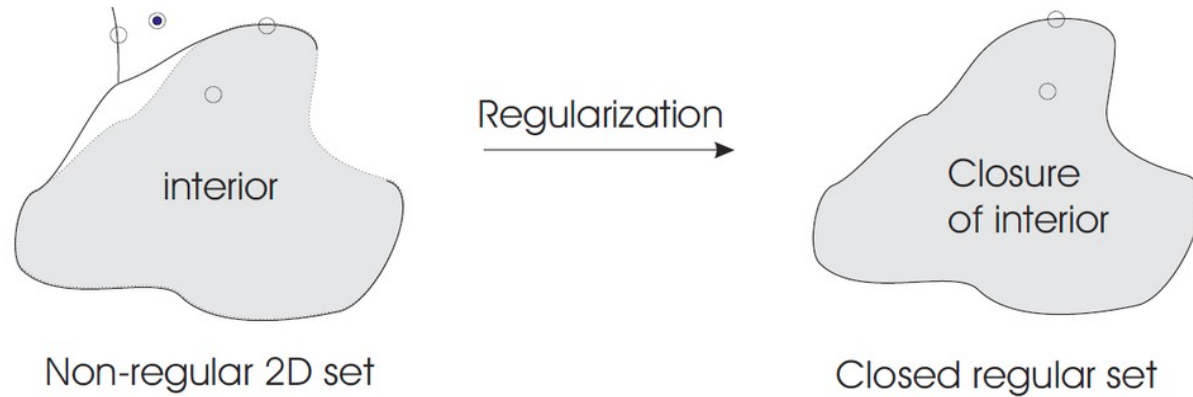 Regularization
interior
Closure
of interior
Non-regular 2D set
Closed regular set